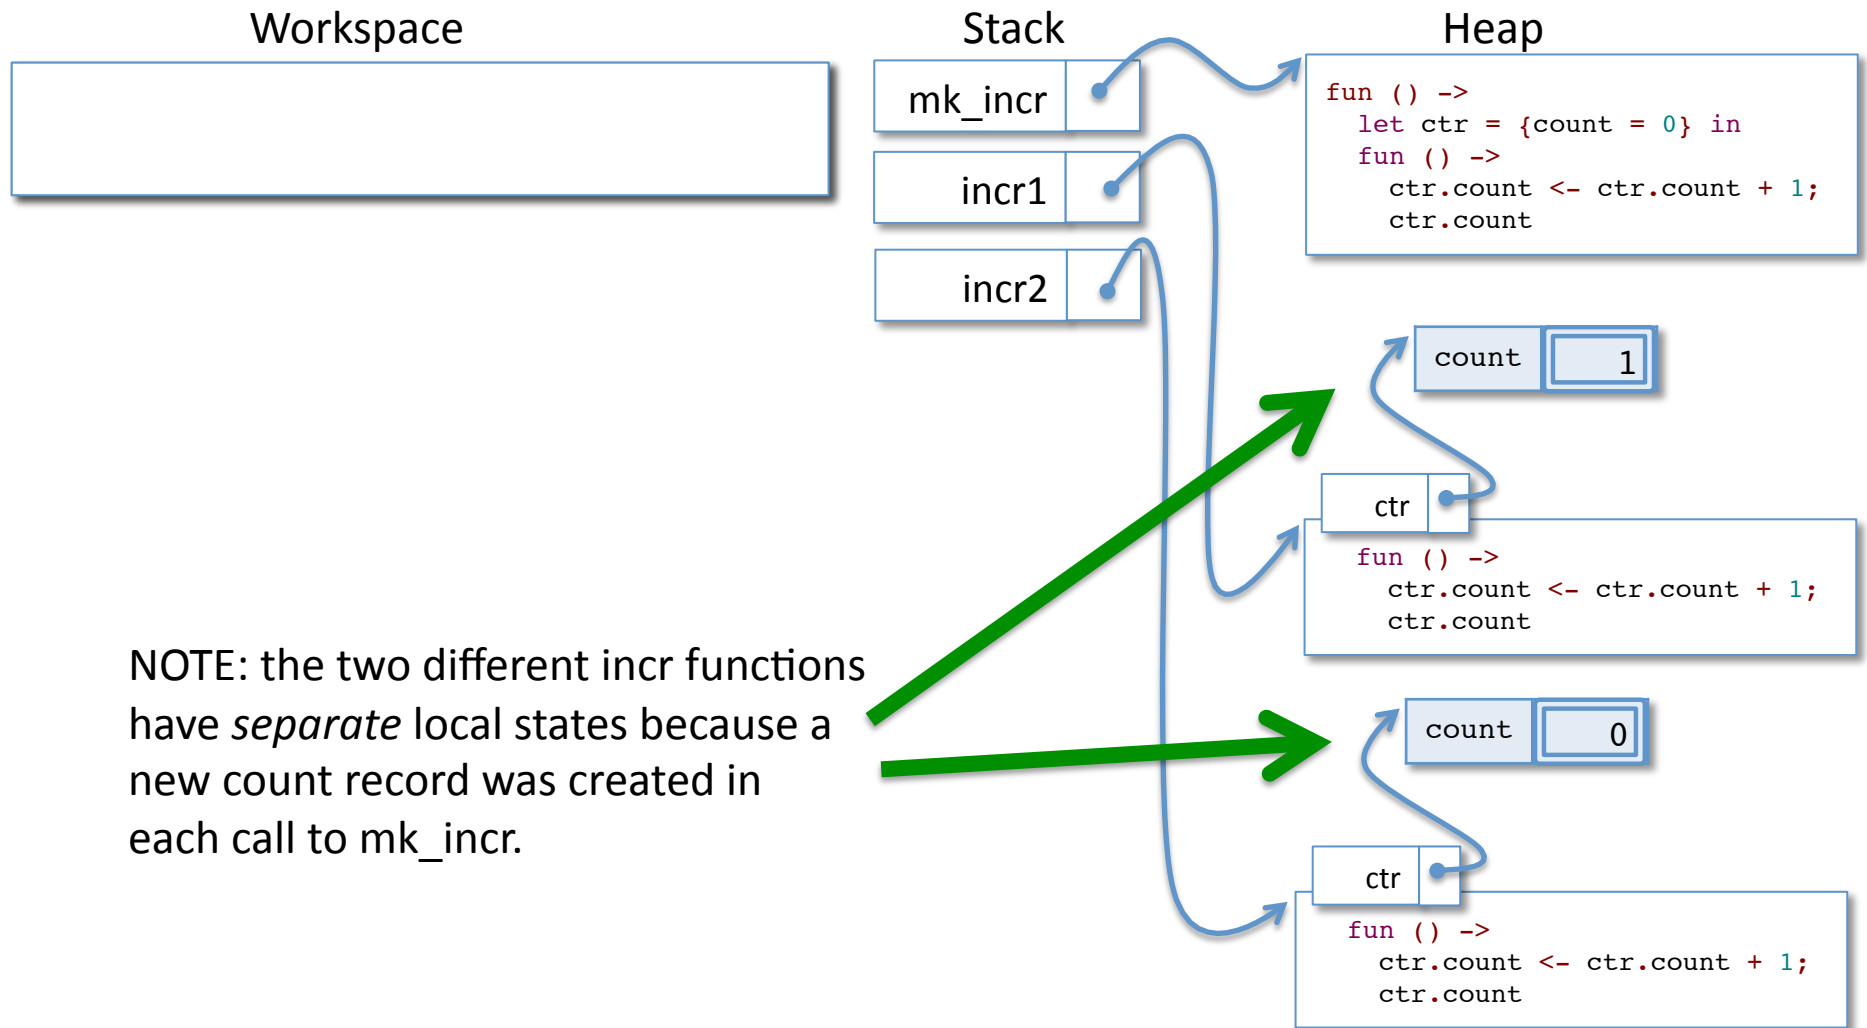 Workspace
Stack
Heap
mk_incr
incr1
incr2
fun () ->
let ctr = {count = 0} in
fun () ->
ctr.count <- ctr.count + 1;
ctr.count
count 1
ctr
fun () ->
ctr.count <- ctr.count + 1;
ctr.count
NOTE: the two different incr functions
have separate local states because a
new count record was created in
each call to mk_incr.
count 0
ctr
fun () ->
ctr.count <- ctr.count + 1;
ctr.count